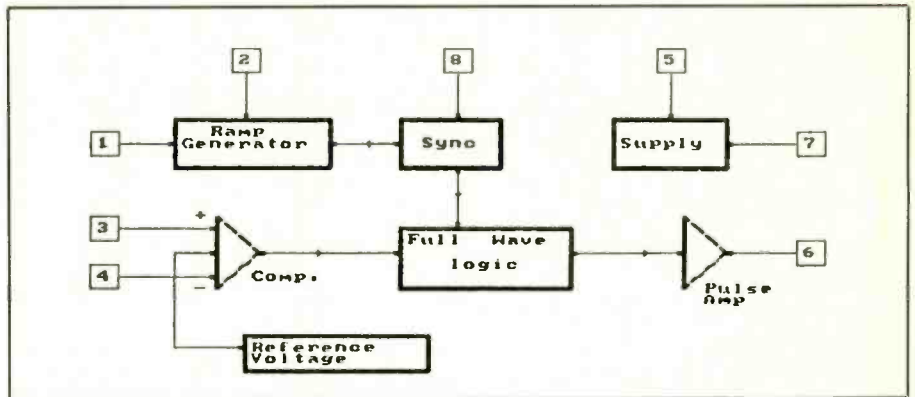 2
8
5
1
Ramp
Generator
Sync
Supply
7
3
+
Full Wave
logic
6
4
−
Comp.
Pulse
Amp
Reference
Voltage